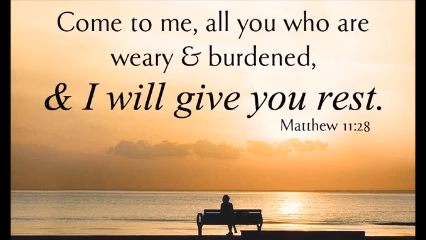 Come to me, all you who are
weary & burdened,
& I will give you rest.
Matthew 11:28